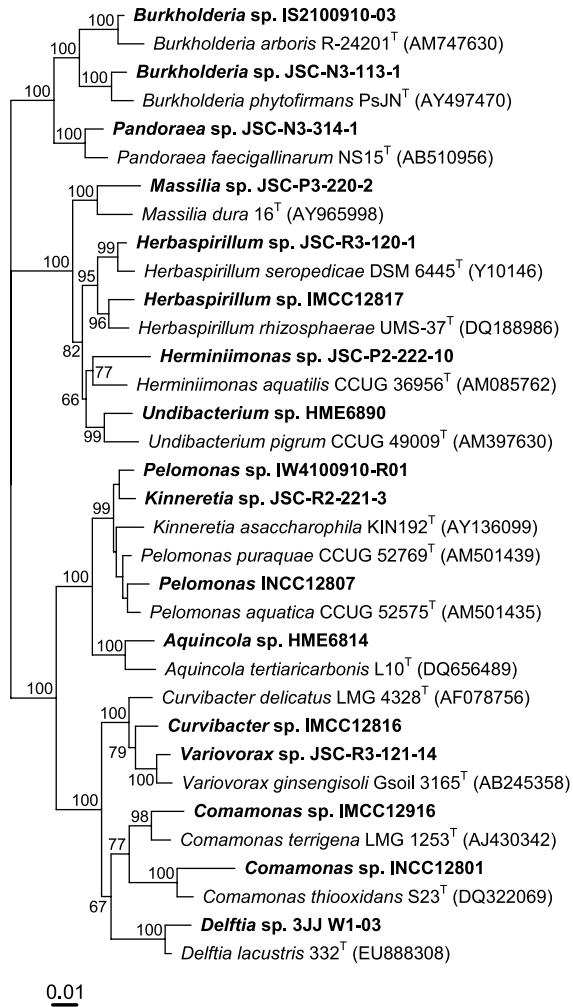 100 Burkholderia sp. IS2100910-03
Burkholderia arboris R-24201T (AM747630)
100
100 Burkholderia sp. JSC-N3-113-1
100
Burkholderia phytofirmans PsJNT (AY497470)
100 Pandoraea sp. JSC-N3-314-1
Pandoraea faecigallinarum NS15T (AB510956)
100 Massilia sp. JSC-P3-220-2
Massilia dura 16T (AY965998)
99 Herbaspirillum sp. JSC-R3-120-1
100
95
Herbaspirillum seropedicae DSM 6445T (Y10146)
Herbaspirillum sp. IMCC12817
96
Herbaspirillum rhizosphaerae UMS-37T (DQ188986)
82
Herminiimonas sp. JSC-P2-222-10
77
Herminiimonas aquatilis CCUG 36956T (AM085762)
66
Undibacterium sp. HME6890
99
Undibacterium pigrum CCUG 49009T (AM397630)
Pelomonas sp. IW4100910-R01
Kinneretia sp. JSC-R2-221-3
99
Kinneretia asaccharophila KIN192T (AY136099)
Pelomonas puraquae CCUG 52769T (AM501439)
100
Pelomonas INCC12807
Pelomonas aquatica CCUG 52575T (AM501435)
100 Aquincola sp. HME6814
Aquincola tertiaricarbonis L10T (DQ656489)
100
Curvibacter delicatus LMG 4328T (AF078756)
100
Curvibacter sp. IMCC12816
79
Variovorax sp. JSC-R3-121-14
100
Variovorax ginsengisoli Gsoil 3165T (AB245358)
100
98 Comamonas sp. IMCC12916
Comamonas terrigena LMG 1253T (AJ430342)
77
Comamonas sp. INCC12801
100
Comamonas thiooxidans S23T (DQ322069)
67
Delftia sp. 3JJ W1-03
100
Delftia lacustris 332T (EU888308)
0.01